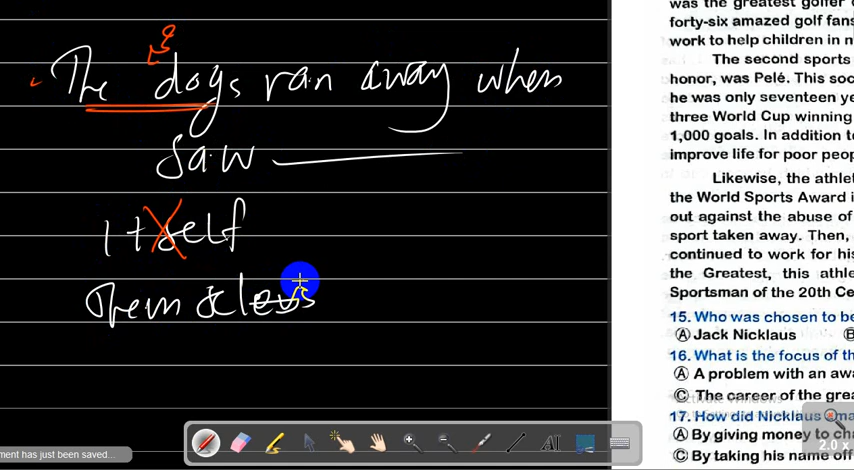 The dogs ran away when
saw
itself
Themselves
was the greatest golfer
forty-six amazed golf fans
work to help children in n
The second sports
honor, was Pelé. This soc
he was only seventeen ye
three World Cup winning
1,000 goals. In addition t
improve life for poor peop
Likewise, the athlet
the World Sports Award i
out against the abuse of
sport taken away. Then,
continued to work for his
the Greatest, this athle
Sportsman of the 20th Ce
15. Who was chosen to be
Ⓐ Jack Nicklaus
16. What is the focus of th
Ⓐ A problem with an awa
Ⓒ The career of the grea
Activate Windows
17. How did Nicklaus ma
Ⓐ By giving money to ch
Ⓒ By taking his name off
2.0 x
AI
ment has just been saved...